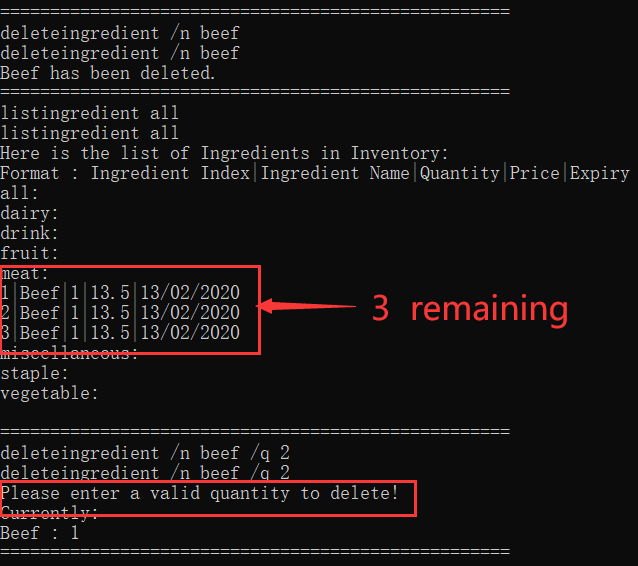 ==================================================
deleteingredient /n beef
deleteingredient /n beef
Beef has been deleted.
==================================================
listingredient all
listingredient all
Here is the list of Ingredients in Inventory:
Format : Ingredient Index|Ingredient Name|Quantity|Price|Expiry
all:
dairy:
drink:
fruit:
meat:
1|Beef|1|13.5|13/02/2020
2|Beef|1|13.5|13/02/2020
3|Beef|1|13.5|13/02/2020
3 remaining
miscellaneous:
staple:
vegetable:
==================================================
deleteingredient /n beef /q 2
deleteingredient /n beef /q 2
Please enter a valid quantity to delete!
Currently:
Beef : 1
==================================================